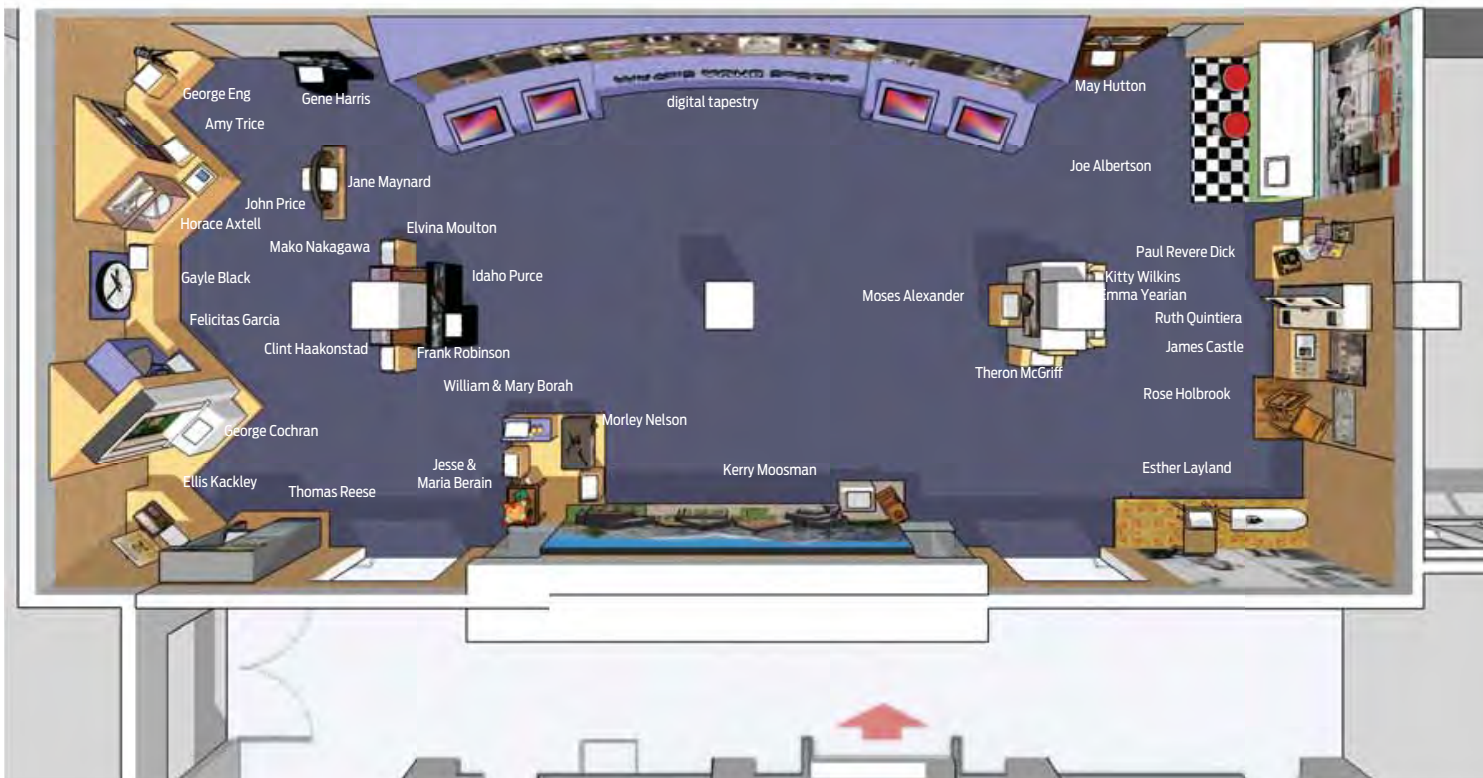 George Eng
Gene Harris
May Hutton
digital tapestry
Amy Trice
Joe Albertson
Jane Maynard
John Price
Horace Axtell
Elvina Moulton
Mako Nakagawa
Paul Revere Dick
Gayle Black
Idaho Purce
Kitty Wilkins
Emma Yearian
Moses Alexander
Felicitas Garcia
Ruth Quintiera
Clint Haakonstad
Frank Robinson
James Castle
Theron McGriff
William & Mary Borah
Rose Holbrook
Morley Nelson
George Cochran
Jesse &
Maria Berain
Kerry Moosman
Esther Layland
Ellis Kackley
Thomas Reese